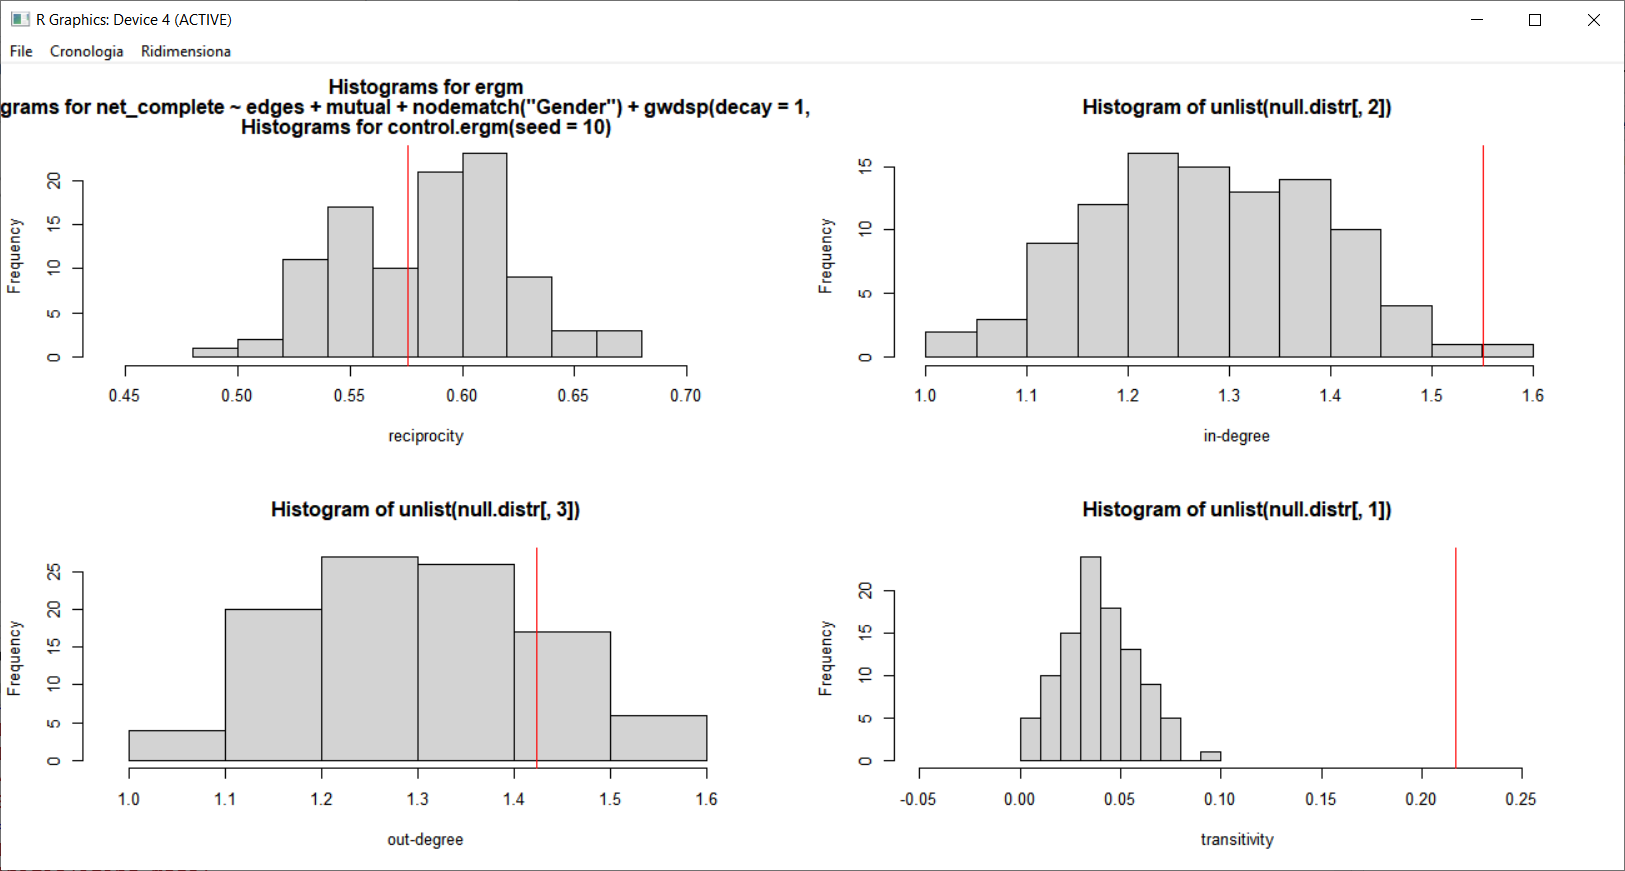 R Graphics: Device 4 (ACTIVE)
File Cronologia Ridimensiona
Histograms for ergm
grams for net_complete ~ edges + mutual + nodematch("Gender") + gwdsp(decay = 1,
Histograms for control.ergm(seed = 10)
Frequency
0 5 10 15 20
0.45 0.50 0.55 0.60 0.65 0.70
reciprocity
Histogram of unlist(null.distr[, 2])
Frequency
0 5 10 15
1.0 1.1 1.2 1.3 1.4 1.5 1.6
in-degree
Histogram of unlist(null.distr[, 3])
Frequency
0 5 10 15 20 25
1.0 1.1 1.2 1.3 1.4 1.5 1.6
out-degree
Histogram of unlist(null.distr[, 1])
Frequency
0 5 10 15 20
-0.05 0.00 0.05 0.10 0.15 0.20 0.25
transitivity